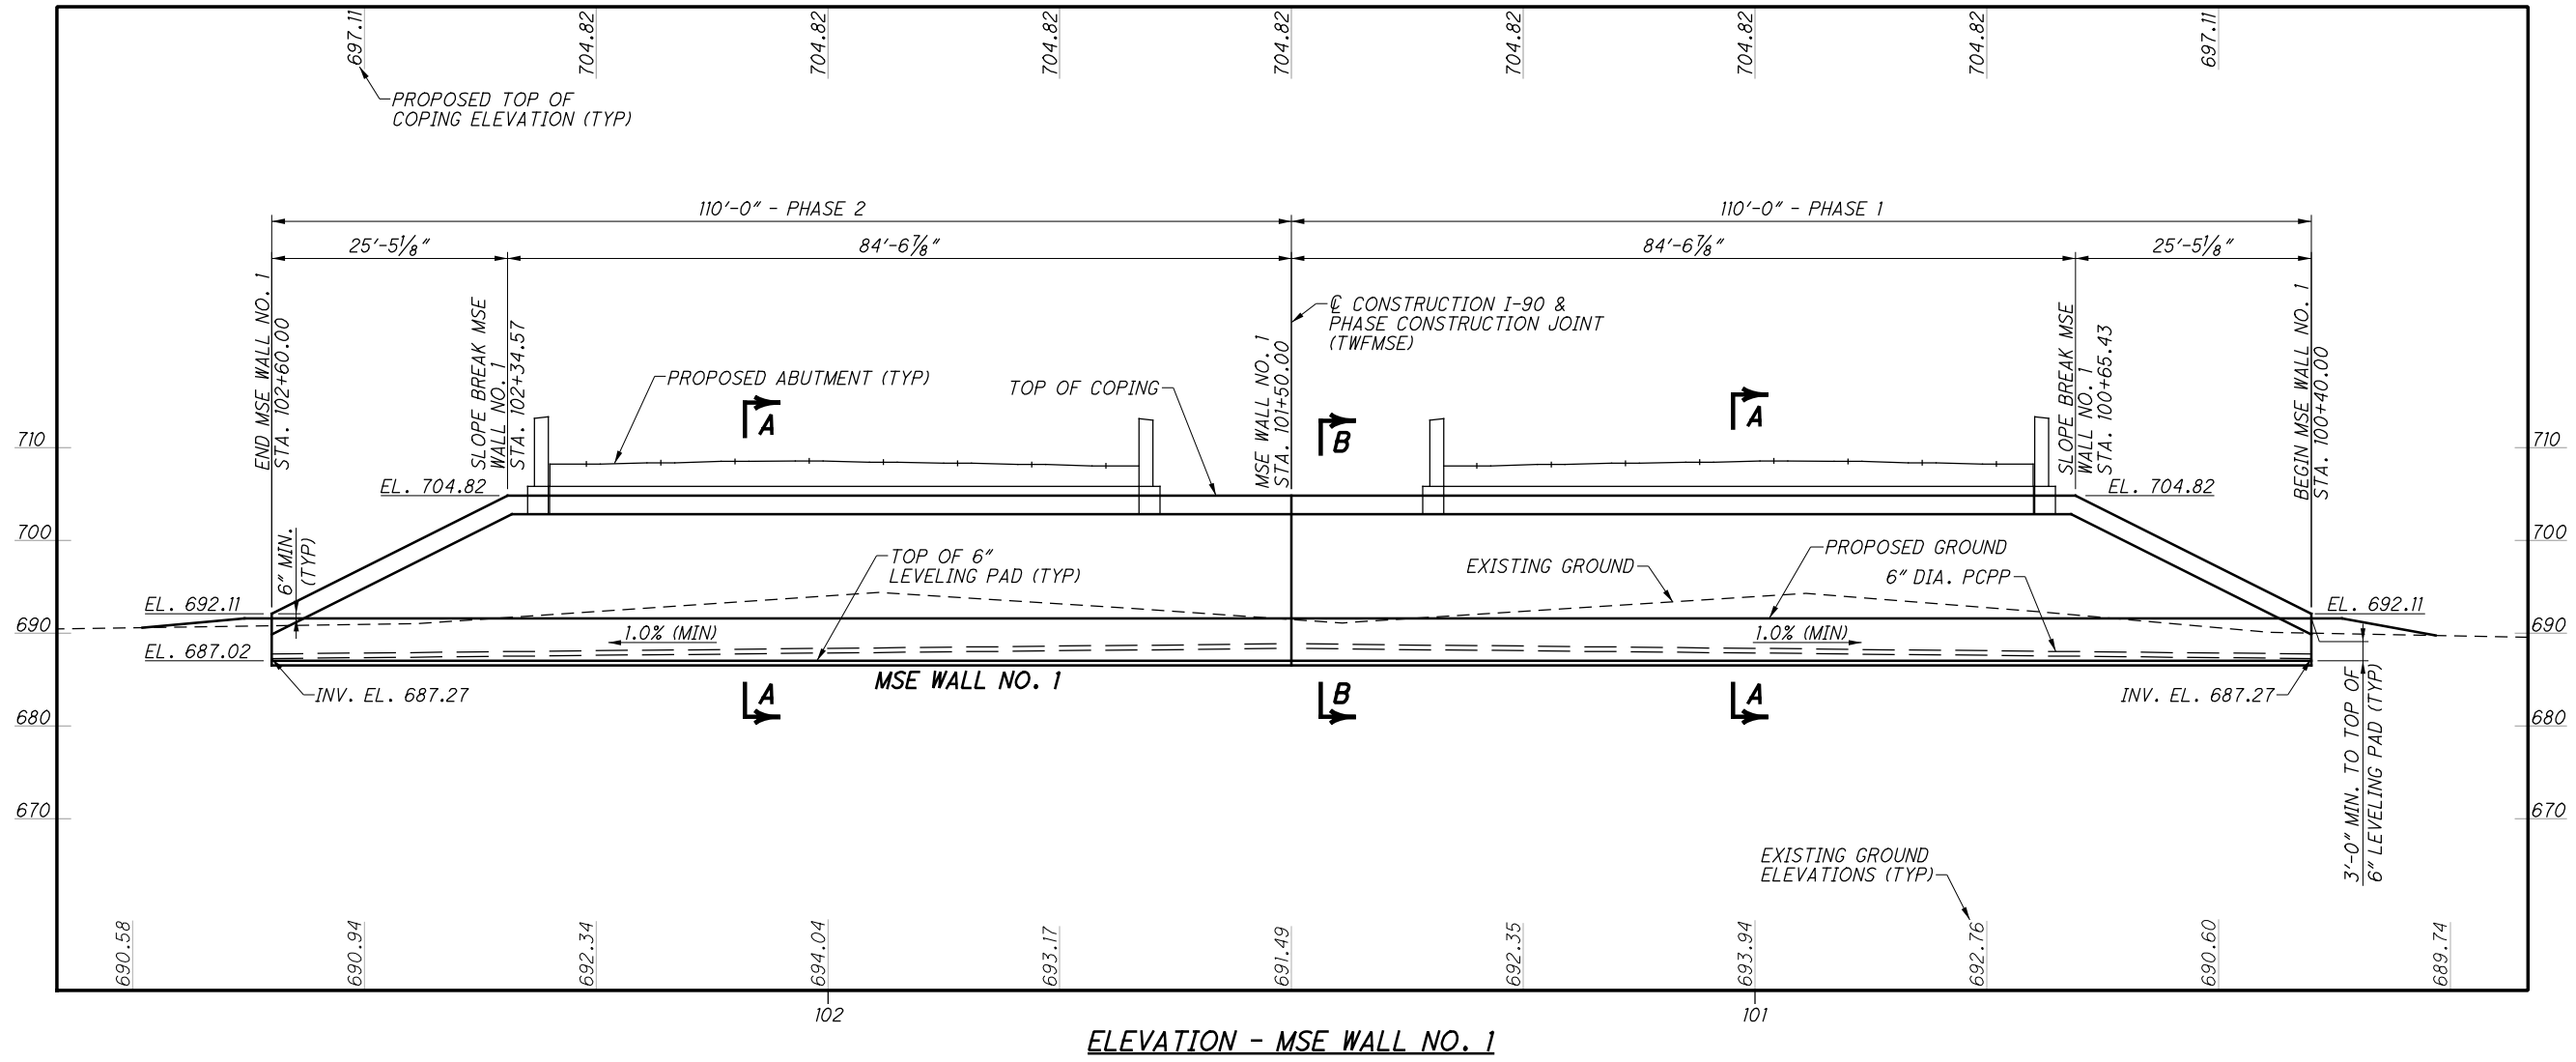 697.11
704.82
704.82
704.82
704.82
704.82
704.82
704.82
697.11
PROPOSED TOP OF
COPING ELEVATION (TYP)
110'-0" - PHASE 2
110'-0" - PHASE 1
25'-5⅛"
84'-6⅞"
84'-6⅞"
25'-5⅛"
END MSE WALL NO. 1
STA. 102+60.00
SLOPE BREAK MSE
WALL NO. 1
STA. 102+34.57
MSE WALL NO. 1
STA. 101+50.00
℄ CONSTRUCTION I-90 &
PHASE CONSTRUCTION JOINT
(TWFMSE)
SLOPE BREAK MSE
WALL NO. 1
STA. 100+65.43
BEGIN MSE WALL NO. 1
STA. 100+40.00
PROPOSED ABUTMENT (TYP)
TOP OF COPING
A
B
A
710
710
EL. 704.82
EL. 704.82
700
700
6" MIN.
(TYP)
TOP OF 6"
LEVELING PAD (TYP)
EXISTING GROUND
PROPOSED GROUND
6" DIA. PCPP
EL. 692.11
EL. 692.11
690
690
1.0% (MIN)
1.0% (MIN)
EL. 687.02
INV. EL. 687.27
MSE WALL NO. 1
INV. EL. 687.27
A
B
A
680
680
3'-0" MIN. TO TOP OF
6" LEVELING PAD (TYP)
670
670
EXISTING GROUND
ELEVATIONS (TYP)
690.58
690.94
692.34
694.04
693.17
691.49
692.35
693.94
692.76
690.60
689.74
102
101
ELEVATION - MSE WALL NO. 1